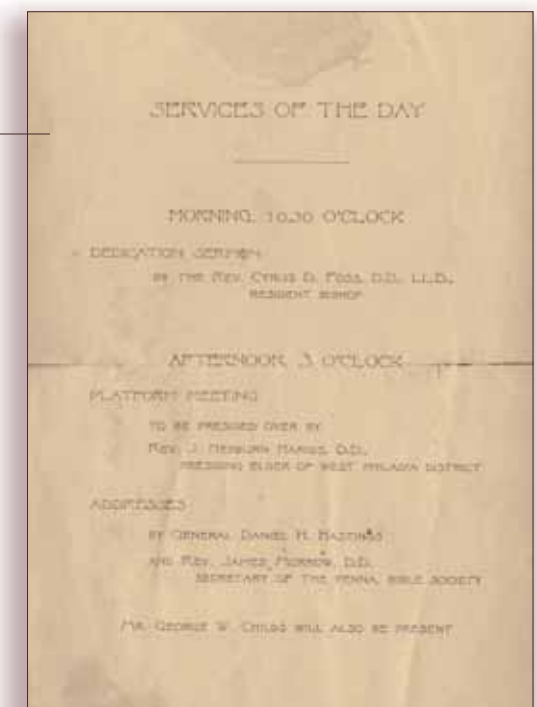 SERVICES OF THE DAY
MORNING, 10.30 O'CLOCK
DEDICATION SERMON
BY THE REV. CYRUS D. FOSS, D.D., LL.D.,
RESIDENT BISHOP
AFTERNOON, 3 O'CLOCK
PLATFORM MEETING
TO BE PRESIDED OVER BY
REV. J. HEPBURN HARGIS, D.D.,
PRESIDING ELDER OF WEST PHILADA DISTRICT
ADDRESSES
BY GENERAL DANIEL H. HASTINGS
AND REV. JAMES MORROW, D.D.
SECRETARY OF THE PENNA. BIBLE SOCIETY
MR. GEORGE W. CHILDS WILL ALSO BE PRESENT